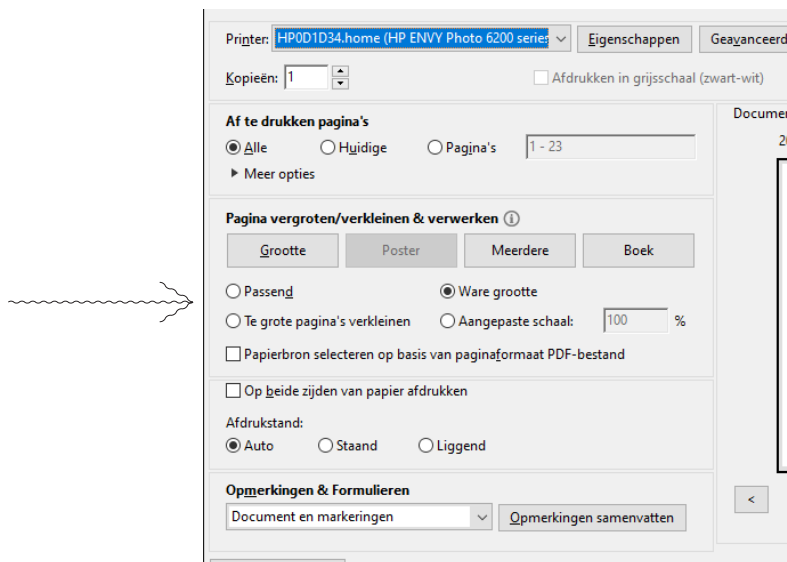 Printer: HP0D1D34.home (HP ENVY Photo 6200 series Eigenschappen Geavanceerd
Kopieën: 1 Afdrukken in grijsschaal (zwart-wit)
Af te drukken pagina's
Alle Huidige Pagina's 1 - 23
Meer opties
Pagina vergroten/verkleinen & verwerken
Grootte Poster Meerdere Boek
Passend Ware grootte
Te grote pagina's verkleinen Aangepaste schaal: 100 %
Papierbron selecteren op basis van paginaformaat PDF-bestand
Op beide zijden van papier afdrukken
Afdrukstand:
Auto Staand Liggend
Opmerkingen & Formulieren
Document en markeringen Opmerkingen samenvatten
<